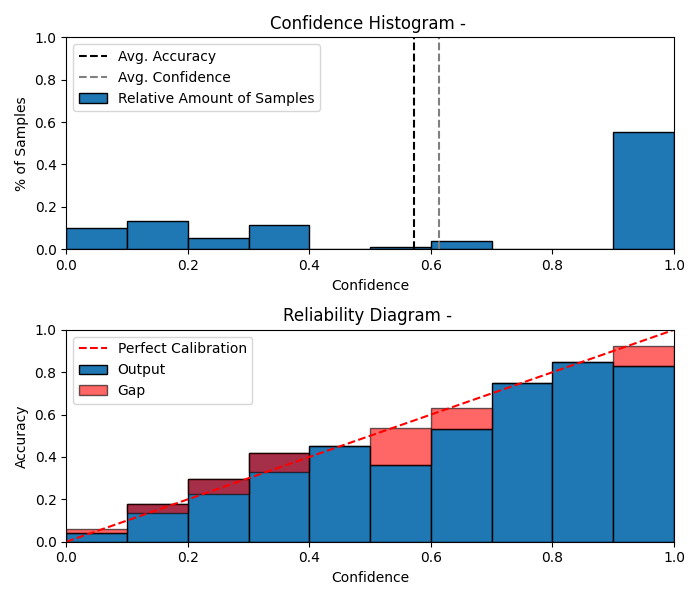 Confidence Histogram -
1.0
0.8
0.6
0.4
0.2
0.0
% of Samples
Avg. Accuracy
Avg. Confidence
Relative Amount of Samples
0.0 0.2 0.4 0.6 0.8 1.0
Confidence
Reliability Diagram -
1.0
0.8
0.6
0.4
0.2
0.0
Accuracy
Perfect Calibration
Output
Gap
0.0 0.2 0.4 0.6 0.8 1.0
Confidence